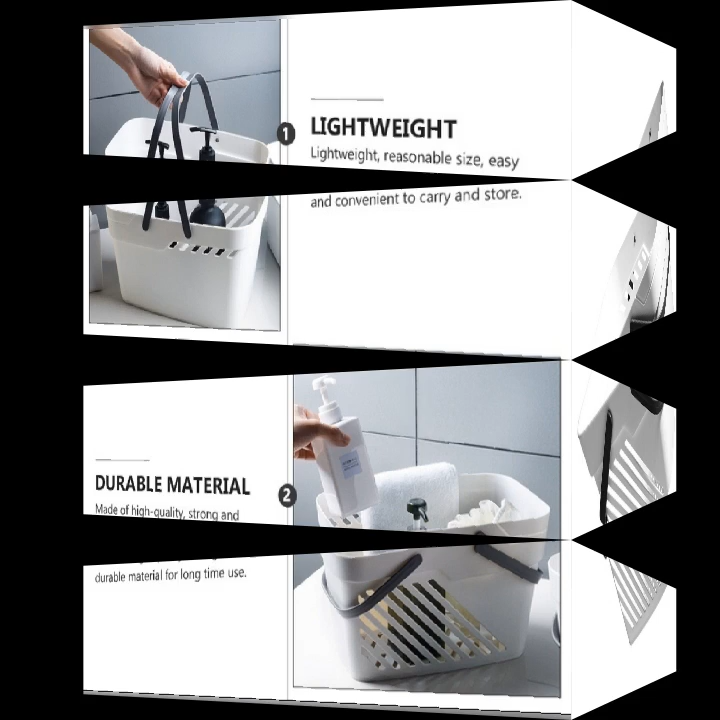 1
LIGHTWEIGHT
Lightweight, reasonable size, easy
and convenient to carry and store.
DURABLE MATERIAL
2
Made of high-quality, strong and
durable material for long time use.